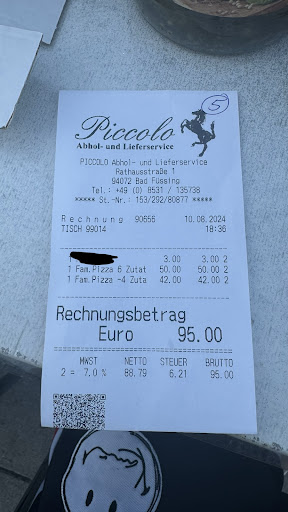 5
Piccolo
Abhol- und Lieferservice
PICCOLO Abhol- und Lieferservice
Rathausstraße 1
94072 Bad Füssing
Tel.: +49 (0) 8531 / 135738
***** St.-Nr.: 153/292/80877 *****
Rechnung 90656 10.08.2024
TISCH 99014 18:36
1 3.00 3.00 2
1 Fam.Pizza 6 Zutat 50.00 50.00 2
1 Fam.Pizza -4 Zuta 42.00 42.00 2
Rechnungsbetrag
Euro 95.00
MWST NETTO STEUER BRUTTO
2 = 7.0 % 88.79 6.21 95.00